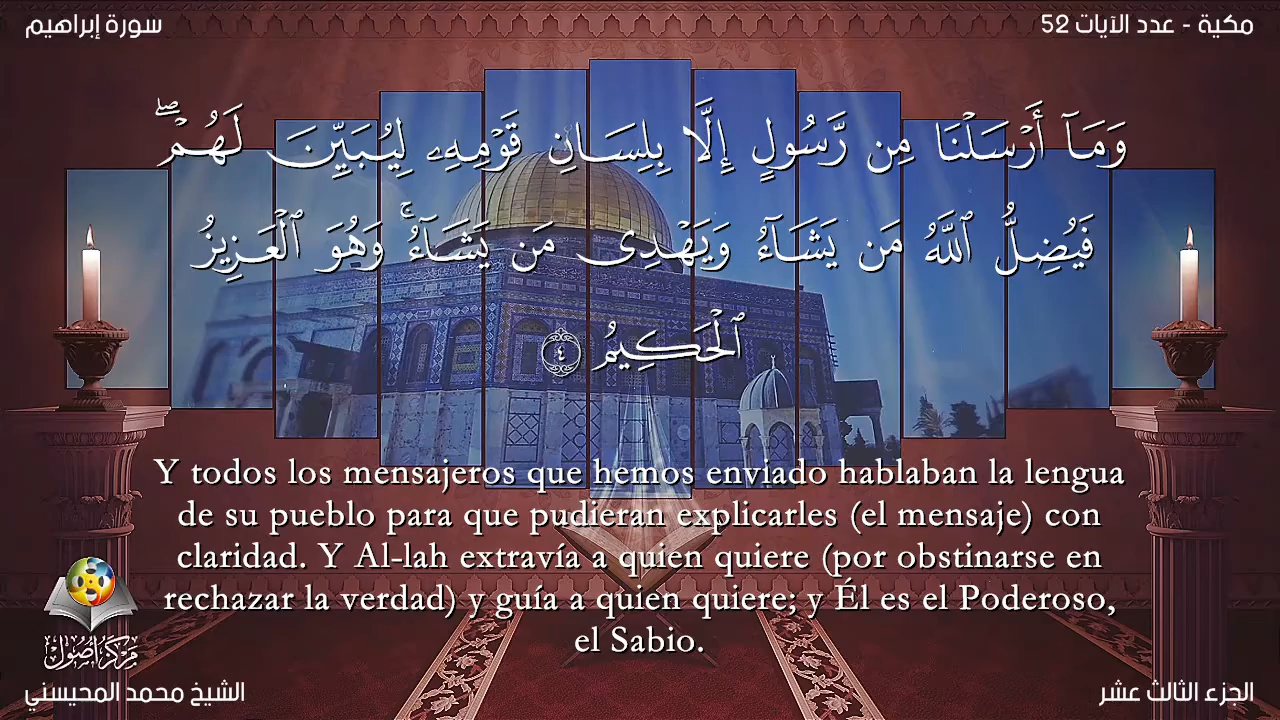 سورة إبراهيم
مكية - عدد الآيات 52
وَمَآ أَرْسَلْنَا مِن رَّسُولٍ إِلَّا بِلِسَانِ قَوْمِهِۦ لِيُبَيِّنَ لَهُمْ ۖ
فَيُضِلُّ ٱللَّهُ مَن يَشَآءُ وَيَهْدِى مَن يَشَآءُ ۚ وَهُوَ ٱلْعَزِيزُ
ٱلْحَكِيمُ ٤
Y todos los mensajeros que hemos enviado hablaban la lengua
de su pueblo para que pudieran explicarles (el mensaje) con
claridad. Y Al-lah extravía a quien quiere (por obstinarse en
rechazar la verdad) y guía a quien quiere; y Él es el Poderoso,
el Sabio.
مركز أصول
الشيخ محمد المحيسني
الجزء الثالث عشر